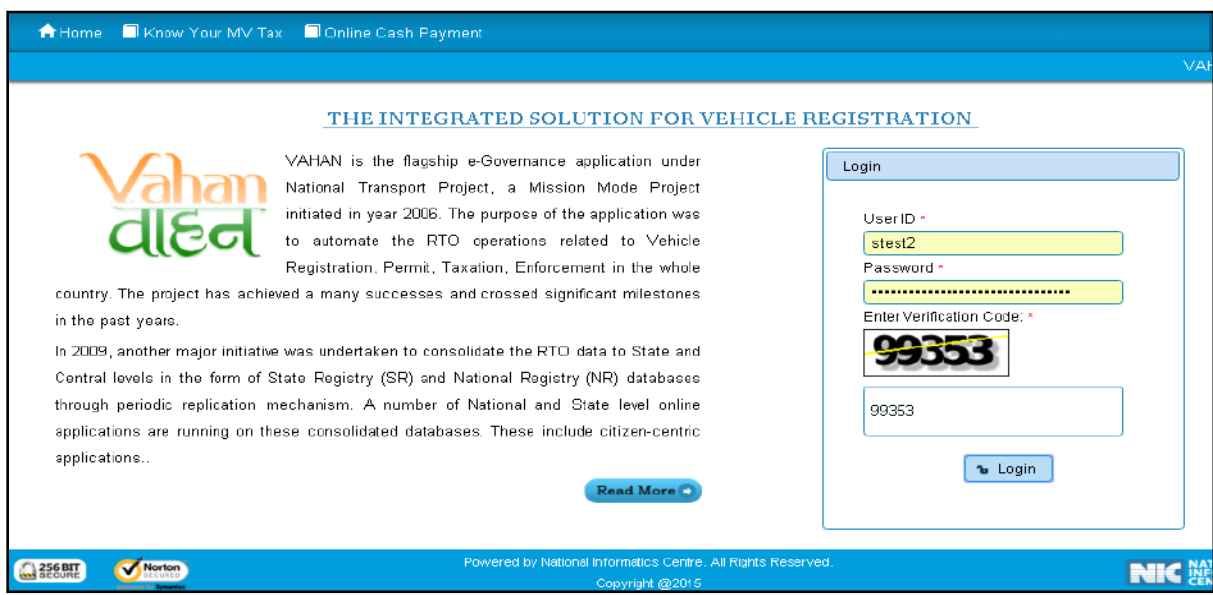 Home Know Your MV Tax Online Cash Payment
VAH
THE INTEGRATED SOLUTION FOR VEHICLE REGISTRATION
Vahan
वाहन
VAHAN is the flagship e-Governance application under
National Transport Project, a Mission Mode Project
initiated in year 2006. The purpose of the application was
to automate the RTO operations related to Vehicle
Registration, Permit, Taxation, Enforcement in the whole
country. The project has achieved a many successes and crossed significant milestones
in the past years.
In 2009, another major initiative was undertaken to consolidate the RTO data to State and
Central levels in the form of State Registry (SR) and National Registry (NR) databases
through periodic replication mechanism. A number of National and State level online
applications are running on these consolidated databases. These include citizen-centric
applications..
Read More
Login
User ID *
stest2
Password *
Enter Verification Code: *
99353
99353
Login
256 BIT
SECURE
Norton
SECURED
powered by Symantec
Powered by National Informatics Centre. All Rights Reserved.
Copyright @2015
NIC
NAT
INF
CEN